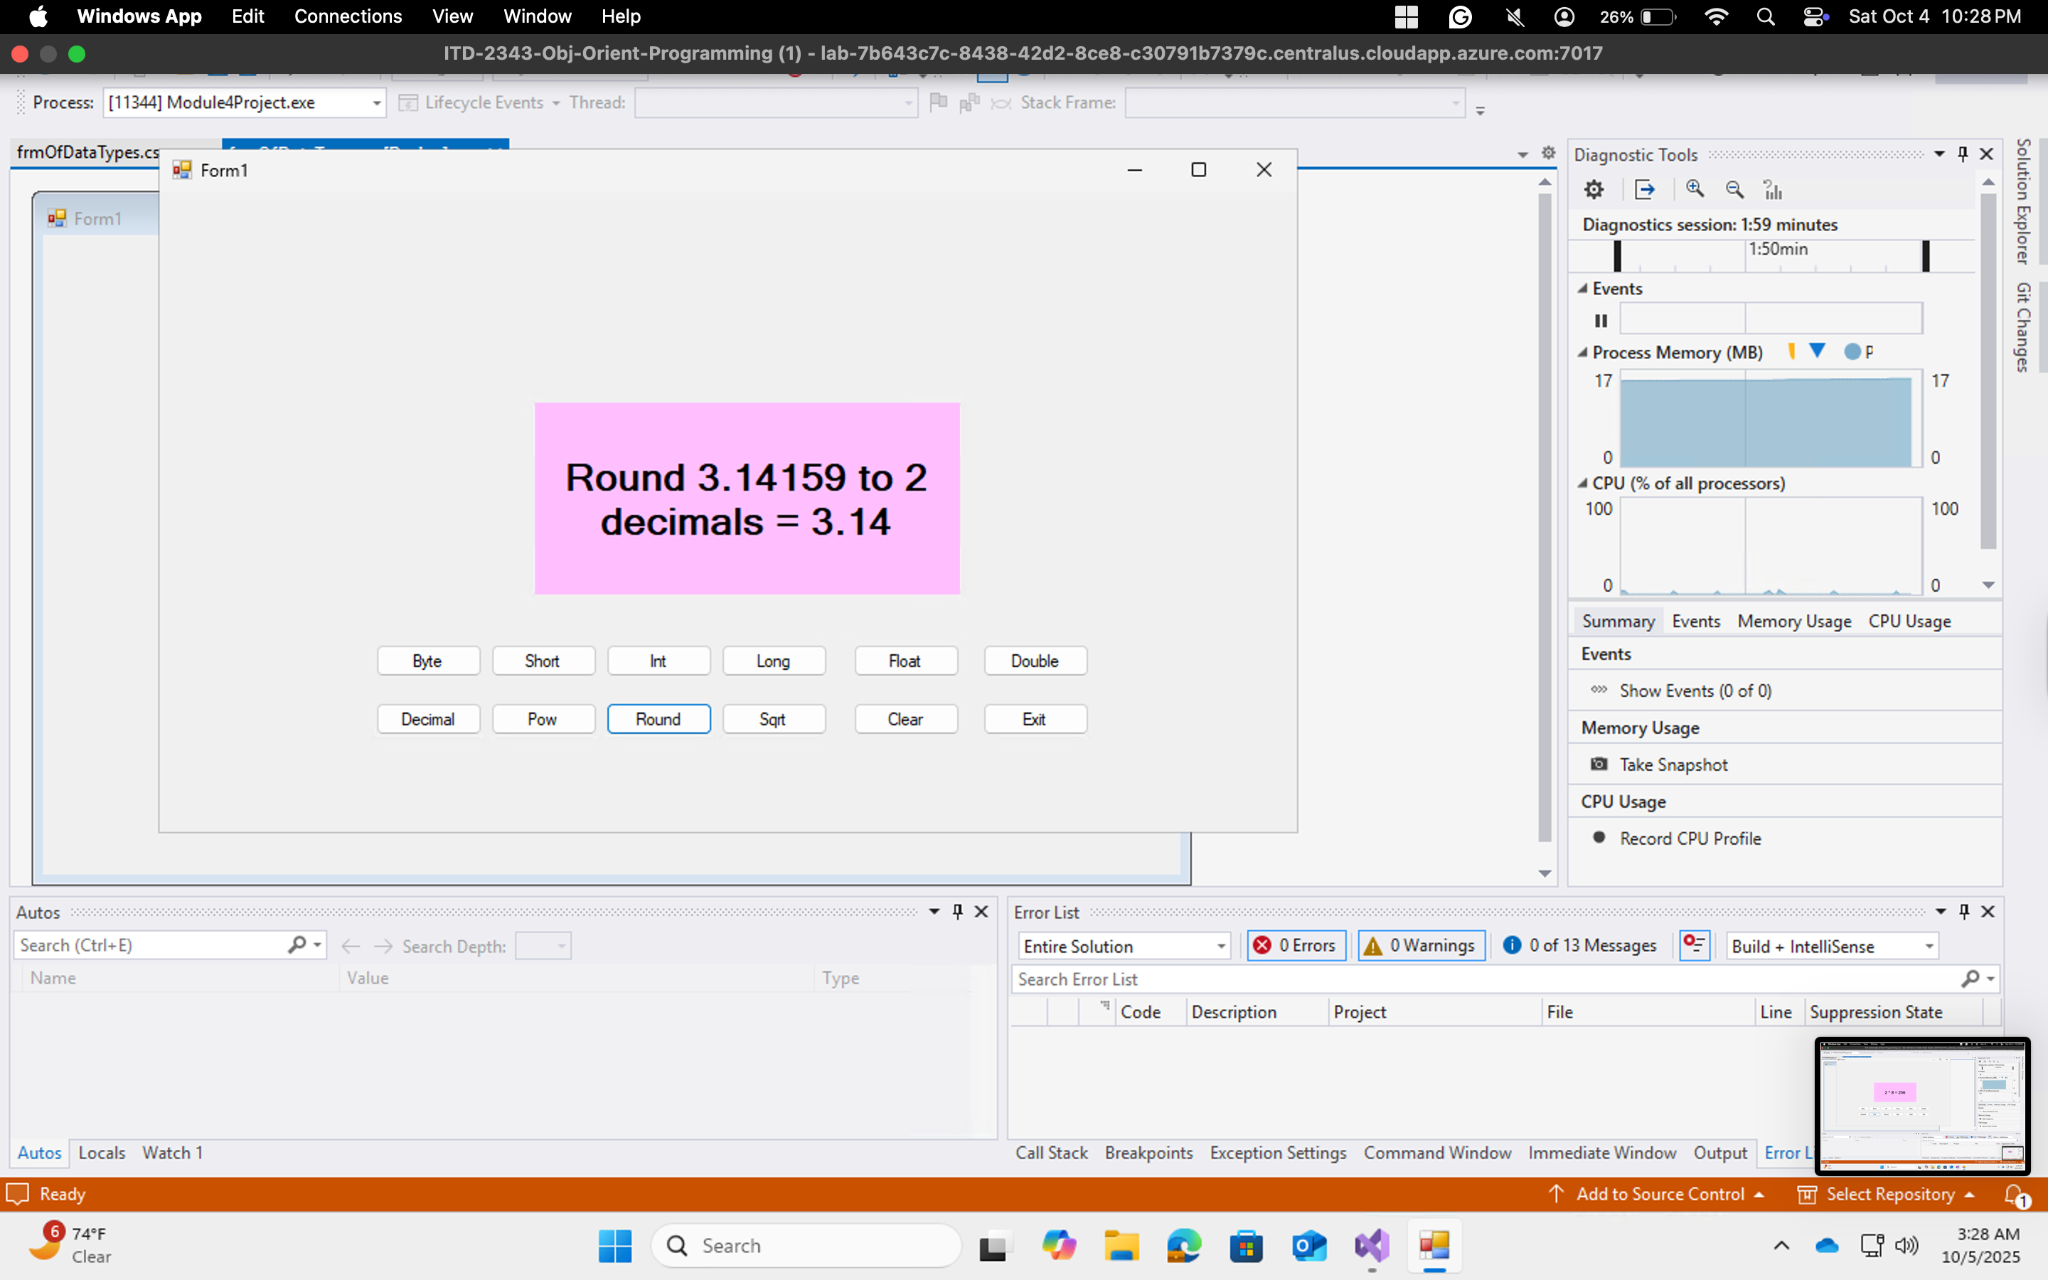 Windows App Edit Connections View Window Help 26% Sat Oct 4 10:28 PM
ITD-2343-Obj-Orient-Programming (1) - lab-7b643c7c-8438-42d2-8ce8-c30791b7379c.centralus.cloudapp.azure.com:7017
Process: [11344] Module4Project.exe Lifecycle Events Thread: Stack Frame:
frmOfDataTypes.cs
Form1
Form1
Round 3.14159 to 2
decimals = 3.14
Byte Short Int Long Float Double
Decimal Pow Round Sqrt Clear Exit
Diagnostic Tools
Diagnostics session: 1:59 minutes
1:50min
Events
Process Memory (MB) P
17 17
0 0
CPU (% of all processors)
100 100
0 0
Summary Events Memory Usage CPU Usage
Events
Show Events (0 of 0)
Memory Usage
Take Snapshot
CPU Usage
Record CPU Profile
Solution Explorer
Git Changes
Autos
Search (Ctrl+E) Search Depth:
Name Value Type
Autos Locals Watch 1
Error List
Entire Solution 0 Errors 0 Warnings 0 of 13 Messages Build + IntelliSense
Search Error List
Code Description Project File Line Suppression State
Call Stack Breakpoints Exception Settings Command Window Immediate Window Output Error Li
Ready Add to Source Control Select Repository 1
6 74°F
Clear
Search
3:28 AM
10/5/2025